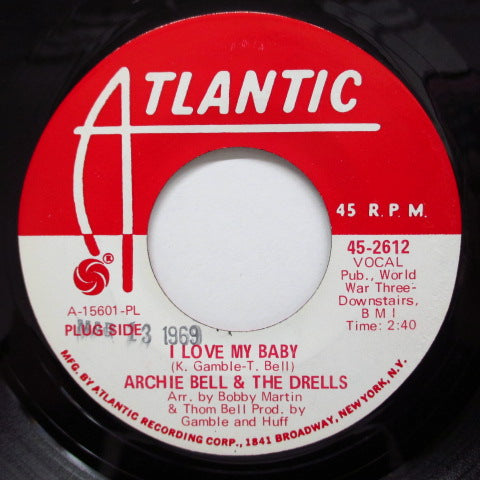 ATLANTIC
45 R.P.M.
45-2612
VOCAL
Pub., World
War Three-
Downstairs,
BMI
Time: 2:40
®
A-15601-PL
PLUG SIDE
MAR 13 1969
I LOVE MY BABY
(K. Gamble-T. Bell)
ARCHIE BELL & THE DRELLS
Arr. by Bobby Martin
& Thom Bell Prod. by
Gamble and Huff
MFG. BY ATLANTIC RECORDING CORP., 1841 BROADWAY, NEW YORK, N.Y.